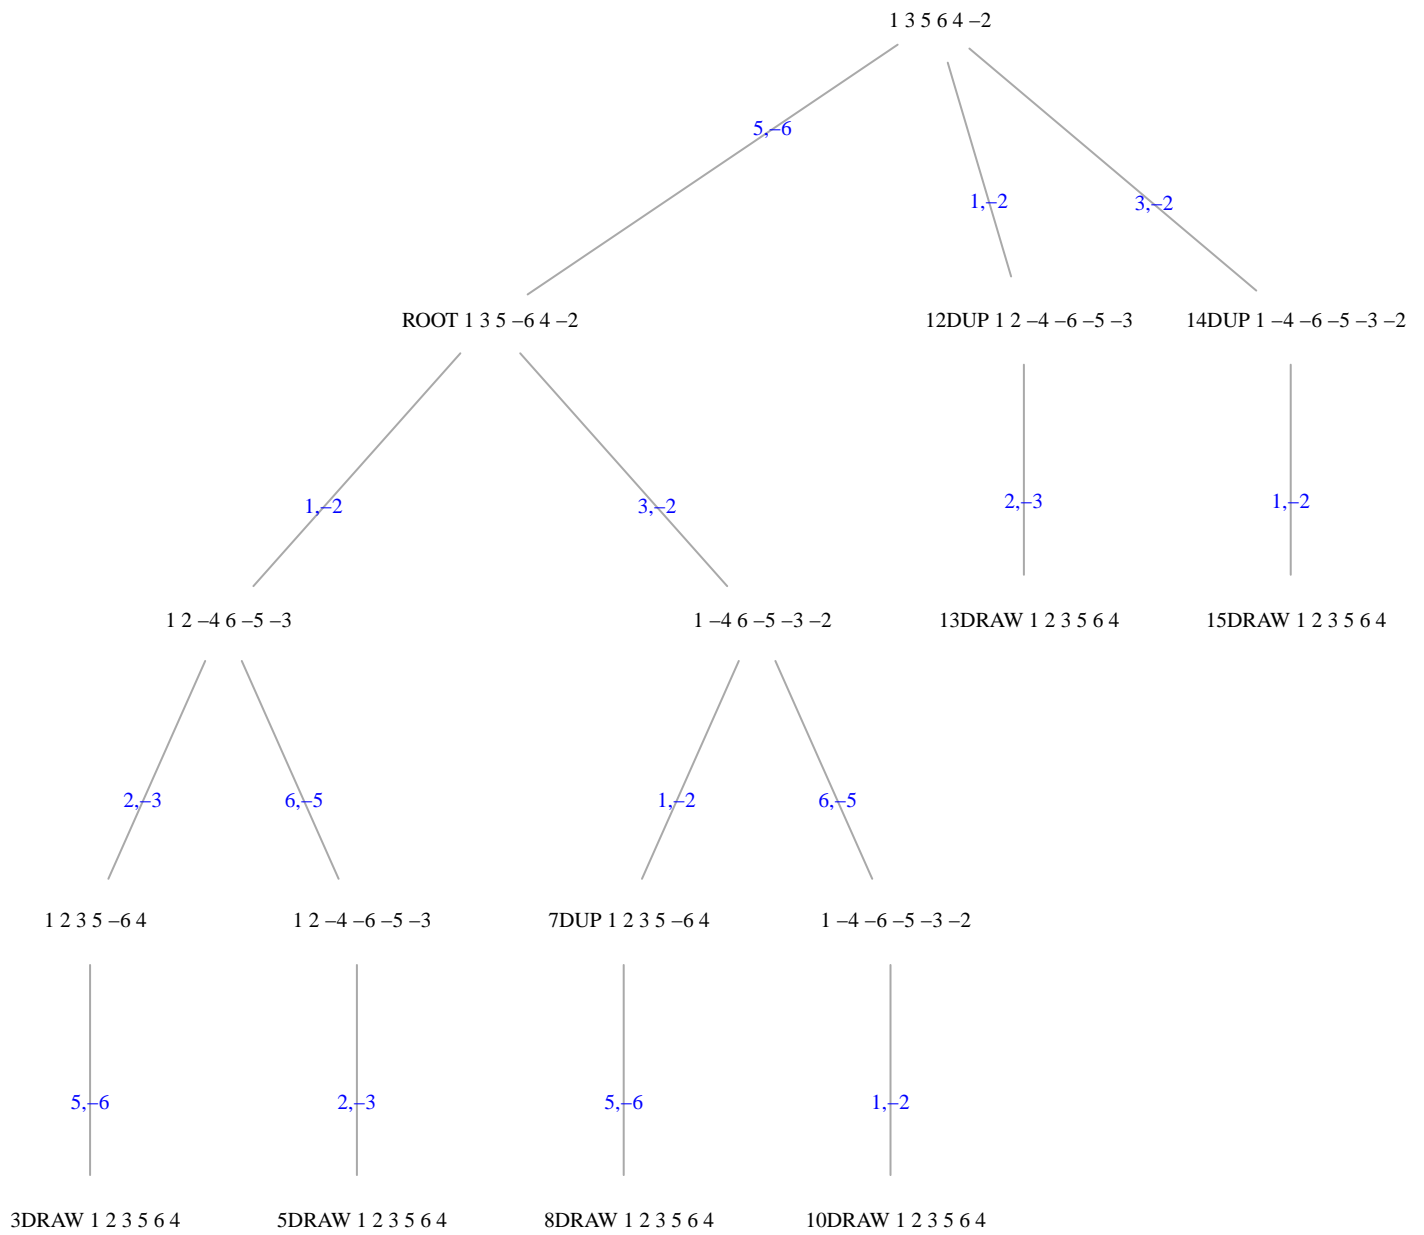 1 3 5 6 4 –2
5,–6
1,–2
3,–2
ROOT 1 3 5 –6 4 –2
12DUP 1 2 –4 –6 –5 –3
14DUP 1 –4 –6 –5 –3 –2
1,–2
3,–2
2,–3
1,–2
1 2 –4 6 –5 –3
1 –4 6 –5 –3 –2
13DRAW 1 2 3 5 6 4
15DRAW 1 2 3 5 6 4
2,–3
6,–5
1,–2
6,–5
1 2 3 5 –6 4
1 2 –4 –6 –5 –3
7DUP 1 2 3 5 –6 4
1 –4 –6 –5 –3 –2
5,–6
2,–3
5,–6
1,–2
3DRAW 1 2 3 5 6 4
5DRAW 1 2 3 5 6 4
8DRAW 1 2 3 5 6 4
10DRAW 1 2 3 5 6 4